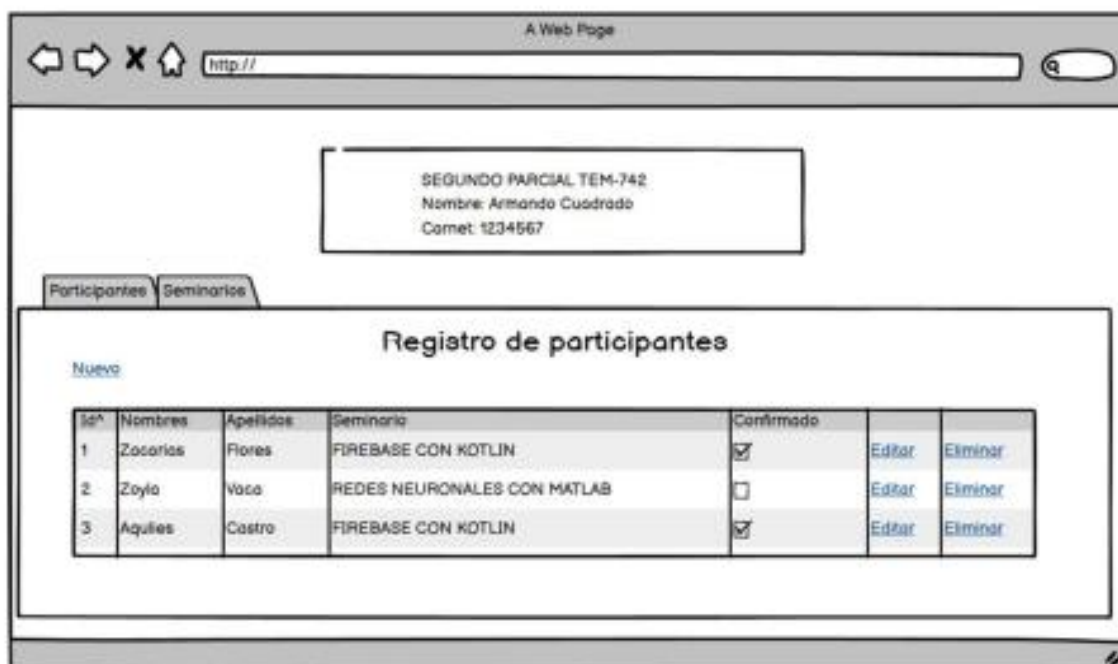 A Web Page
http://
SEGUNDO PARCIAL TEM-742
Nombre: Armando Cuadrado
Carnet: 1234567
Participantes Seminarios
Registro de participantes
Nuevo
Id^ Nombres Apellidos Seminario Confirmado
1 Zacarias Flores FIREBASE CON KOTLIN Editar Eliminar
2 Zoyla Vaca REDES NEURONALES CON MATLAB Editar Eliminar
3 Aquiles Castro FIREBASE CON KOTLIN Editar Eliminar